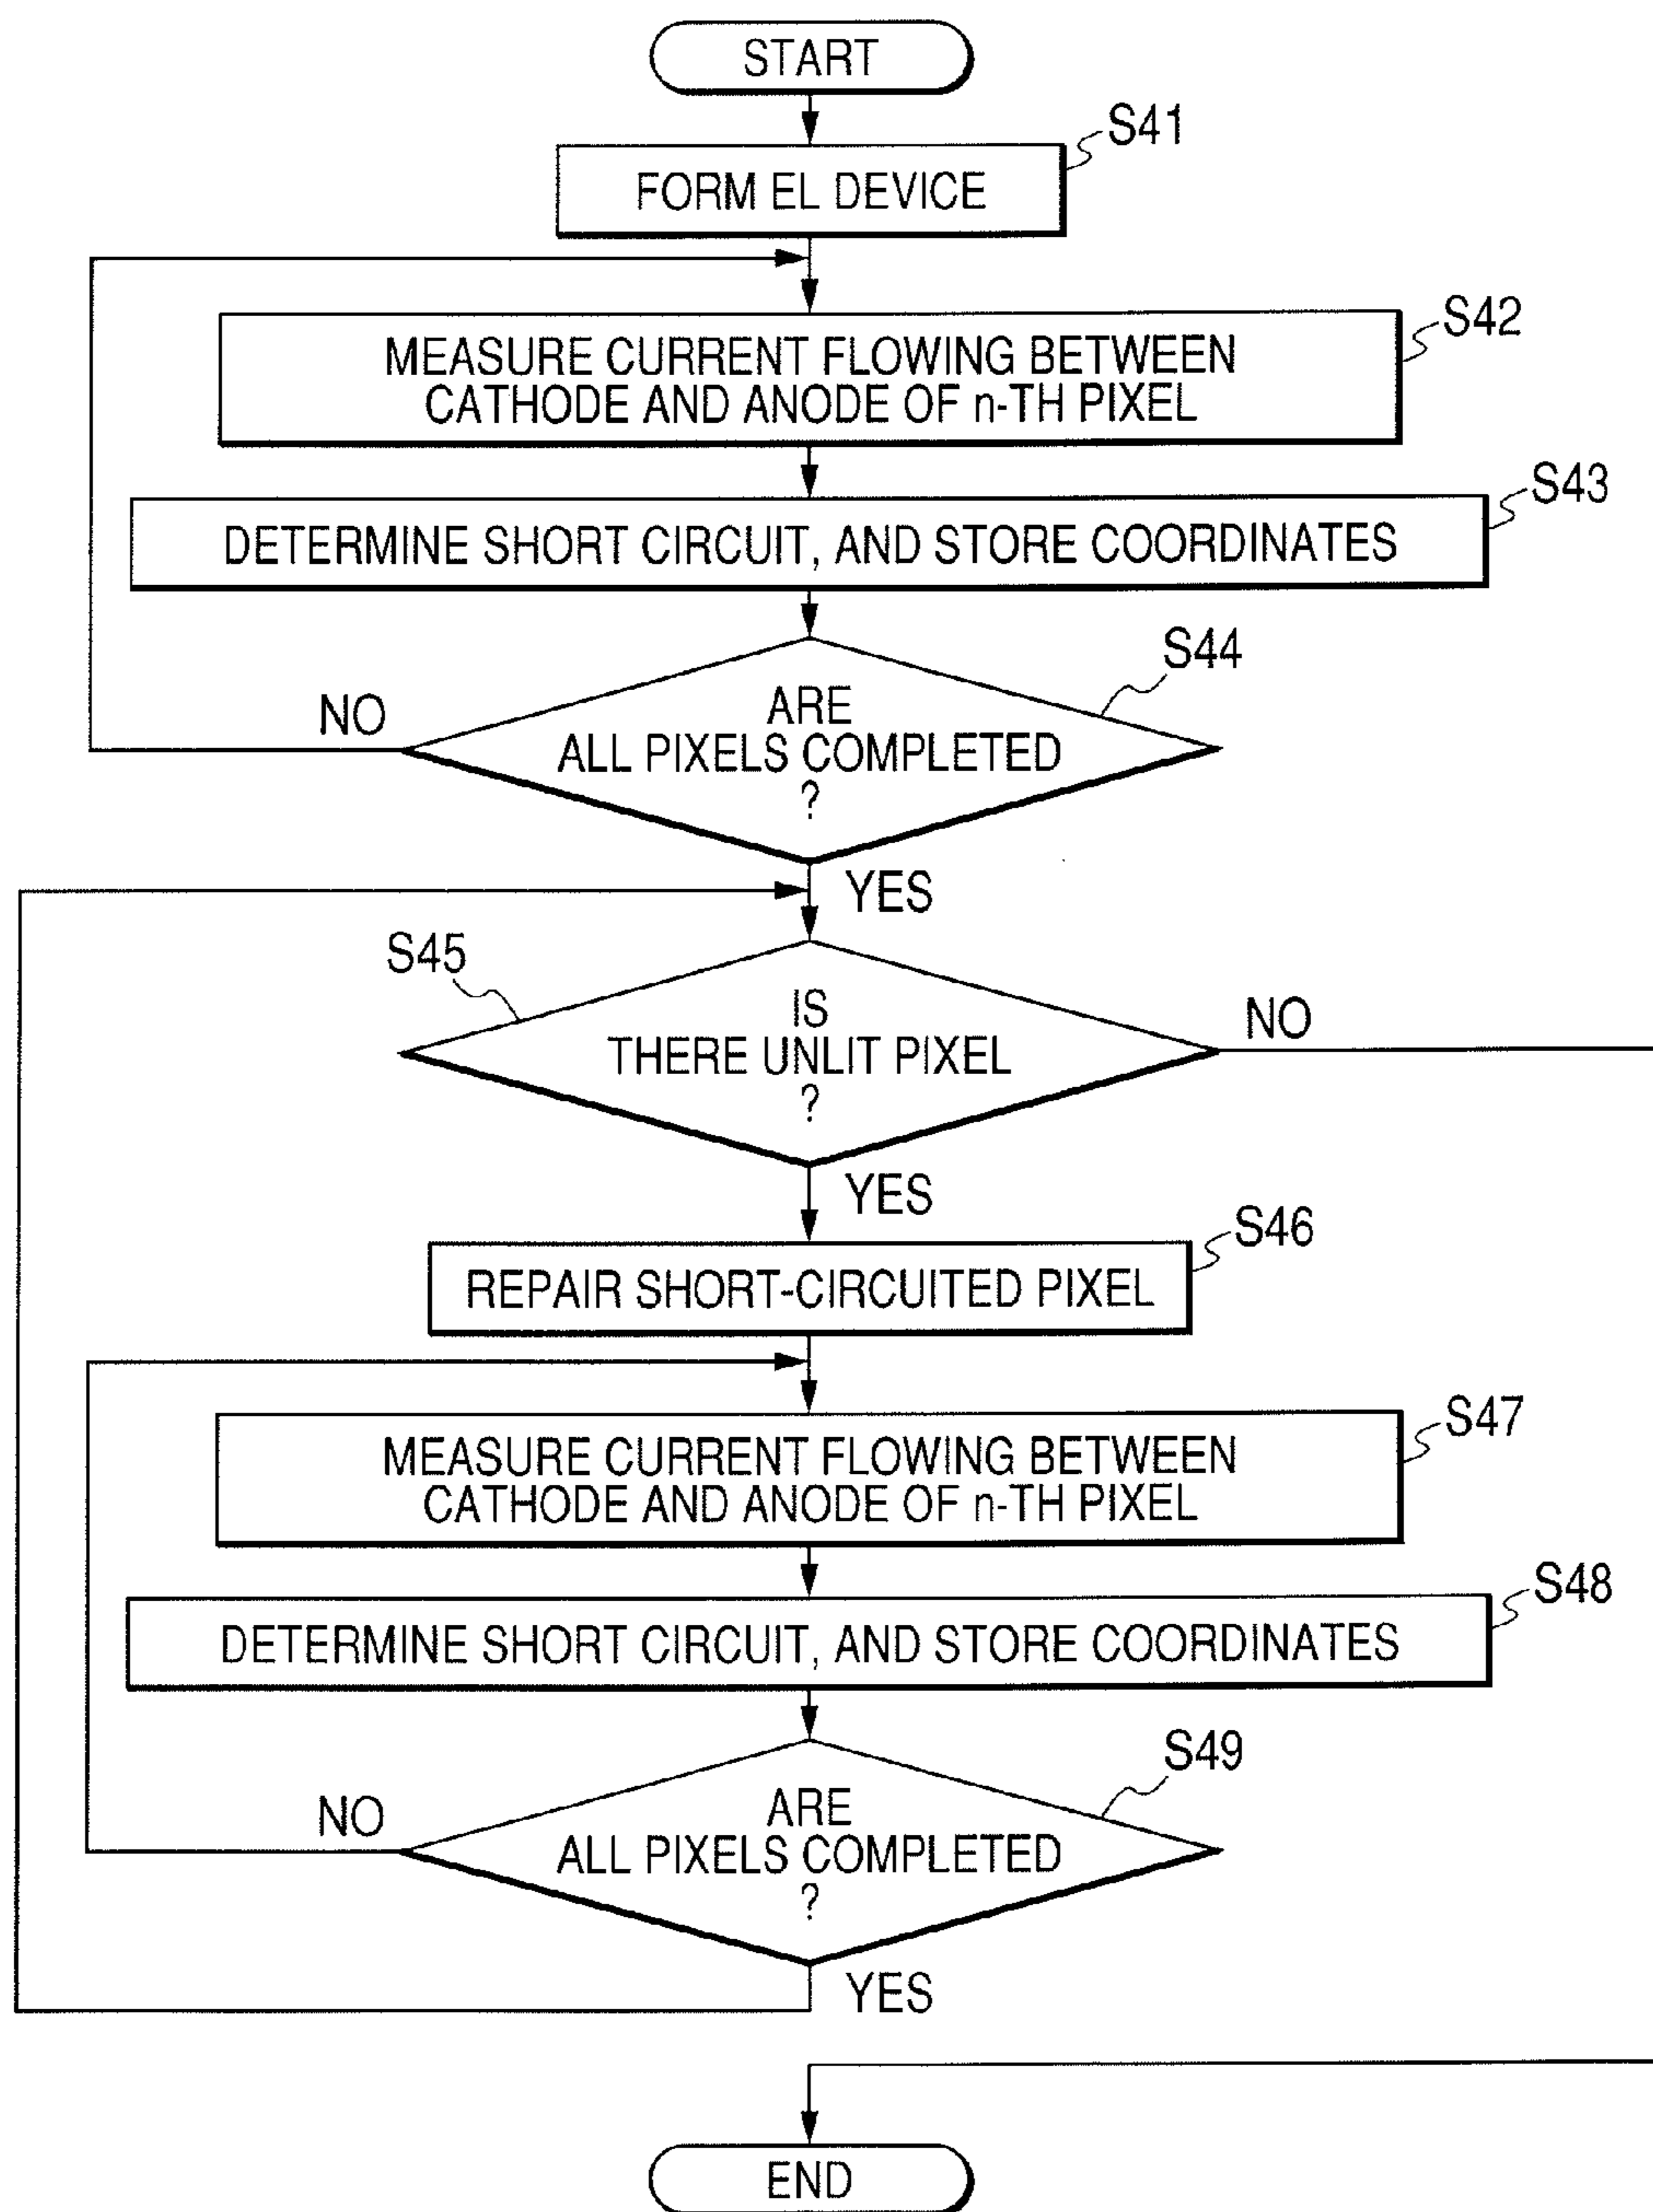 START
S41
FORM EL DEVICE
S42
MEASURE CURRENT FLOWING BETWEEN
CATHODE AND ANODE OF n-TH PIXEL
S43
DETERMINE SHORT CIRCUIT, AND STORE COORDINATES
S44
NO
ARE
ALL PIXELS COMPLETED
?
YES
S45
IS
THERE UNLIT PIXEL
?
NO
YES
S46
REPAIR SHORT-CIRCUITED PIXEL
S47
MEASURE CURRENT FLOWING BETWEEN
CATHODE AND ANODE OF n-TH PIXEL
S48
DETERMINE SHORT CIRCUIT, AND STORE COORDINATES
S49
NO
ARE
ALL PIXELS COMPLETED
?
YES
END